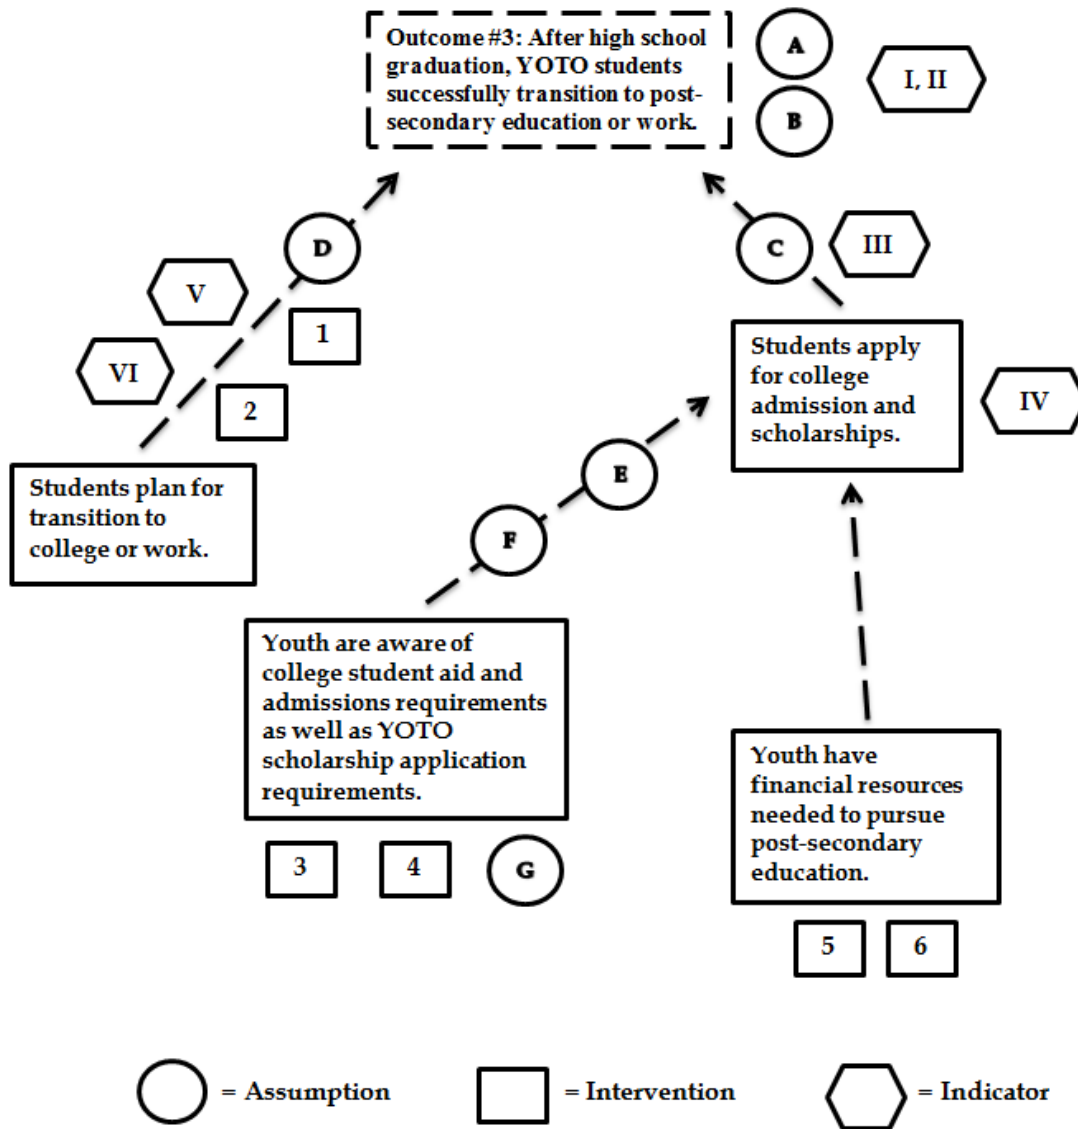 Outcome #3: After high school
graduation, YOTO students
successfully transition to post-
secondary education or work.
A
B
I, II
D
C
III
V
1
VI
2
Students apply
for college
admission and
scholarships.
IV
Students plan for
transition to
college or work.
E
F
Youth are aware of
college student aid and
admissions requirements
as well as YOTO
scholarship application
requirements.
3
4
G
Youth have
financial resources
needed to pursue
post-secondary
education.
5
6
= Assumption
= Intervention
= Indicator